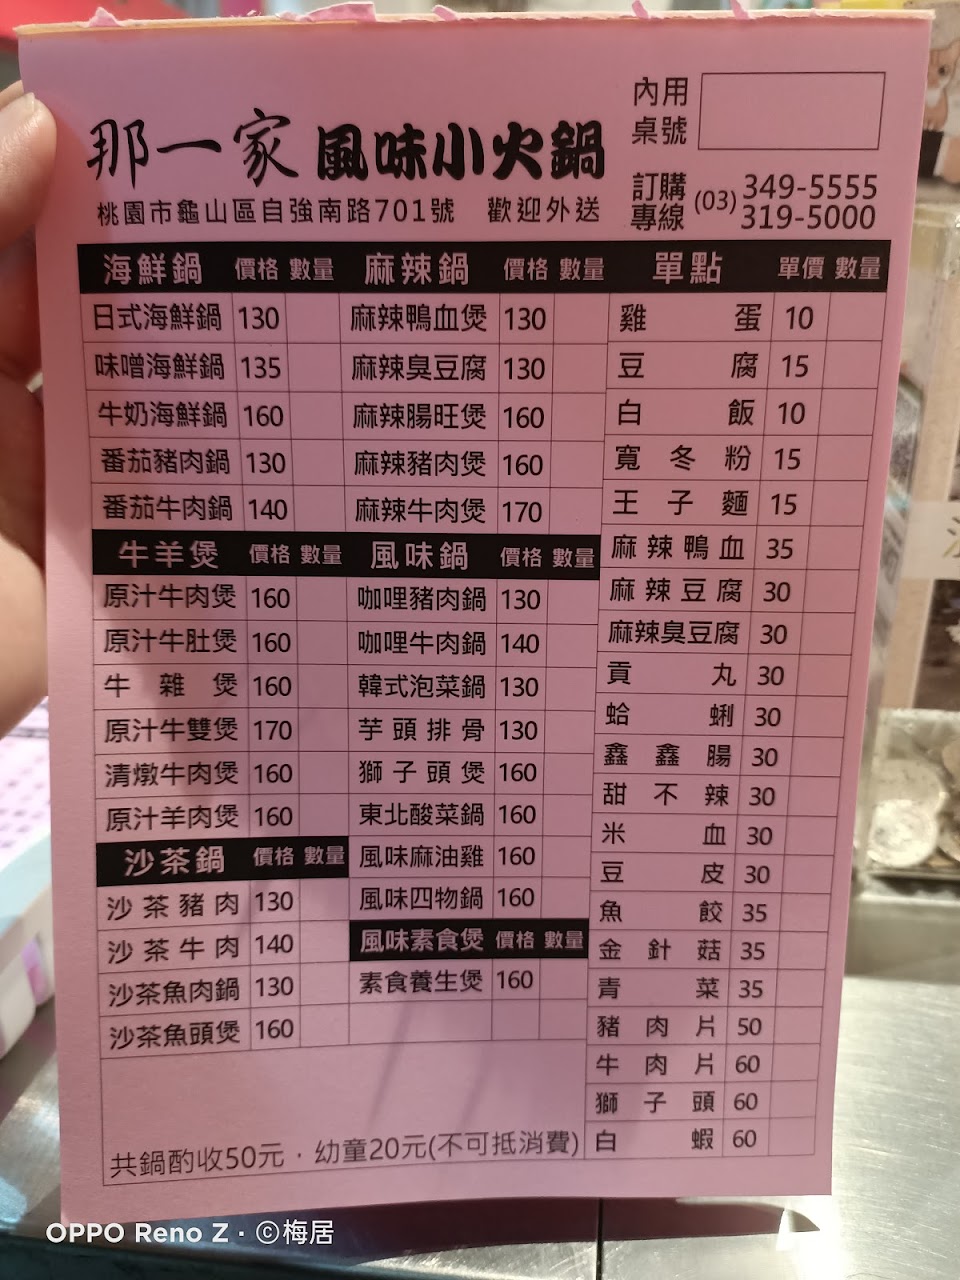 那一家 風味小火鍋
內用桌號
桃園市龜山區自強南路701號 歡迎外送
訂購專線 (03) 349-5555
319-5000
海鮮鍋 價格 數量
日式海鮮鍋 130
味噌海鮮鍋 135
牛奶海鮮鍋 160
番茄豬肉鍋 130
番茄牛肉鍋 140
牛羊煲 價格 數量
原汁牛肉煲 160
原汁牛肚煲 160
牛雜煲 160
原汁牛雙煲 170
清燉牛肉煲 160
原汁羊肉煲 160
沙茶鍋 價格 數量
沙茶豬肉 130
沙茶牛肉 140
沙茶魚肉鍋 130
沙茶魚頭煲 160
麻辣鍋 價格 數量
麻辣鴨血煲 130
麻辣臭豆腐 130
麻辣腸旺煲 160
麻辣豬肉煲 160
麻辣牛肉煲 170
風味鍋 價格 數量
咖哩豬肉鍋 130
咖哩牛肉鍋 140
韓式泡菜鍋 130
芋頭排骨 130
獅子頭煲 160
東北酸菜鍋 160
風味麻油雞 160
風味四物鍋 160
風味素食煲 價格 數量
素食養生煲 160
單點 單價 數量
雞蛋 10
豆腐 15
白飯 10
寬冬粉 15
王子麵 15
麻辣鴨血 35
麻辣豆腐 30
麻辣臭豆腐 30
貢丸 30
蛤蜊 30
鑫鑫腸 30
甜不辣 30
米血 30
豆皮 30
魚餃 35
金針菇 35
青菜 35
豬肉片 50
牛肉片 60
獅子頭 60
白蝦 60
共鍋酌收50元．幼童20元(不可抵消費)
OPPO Reno Z · ©梅居